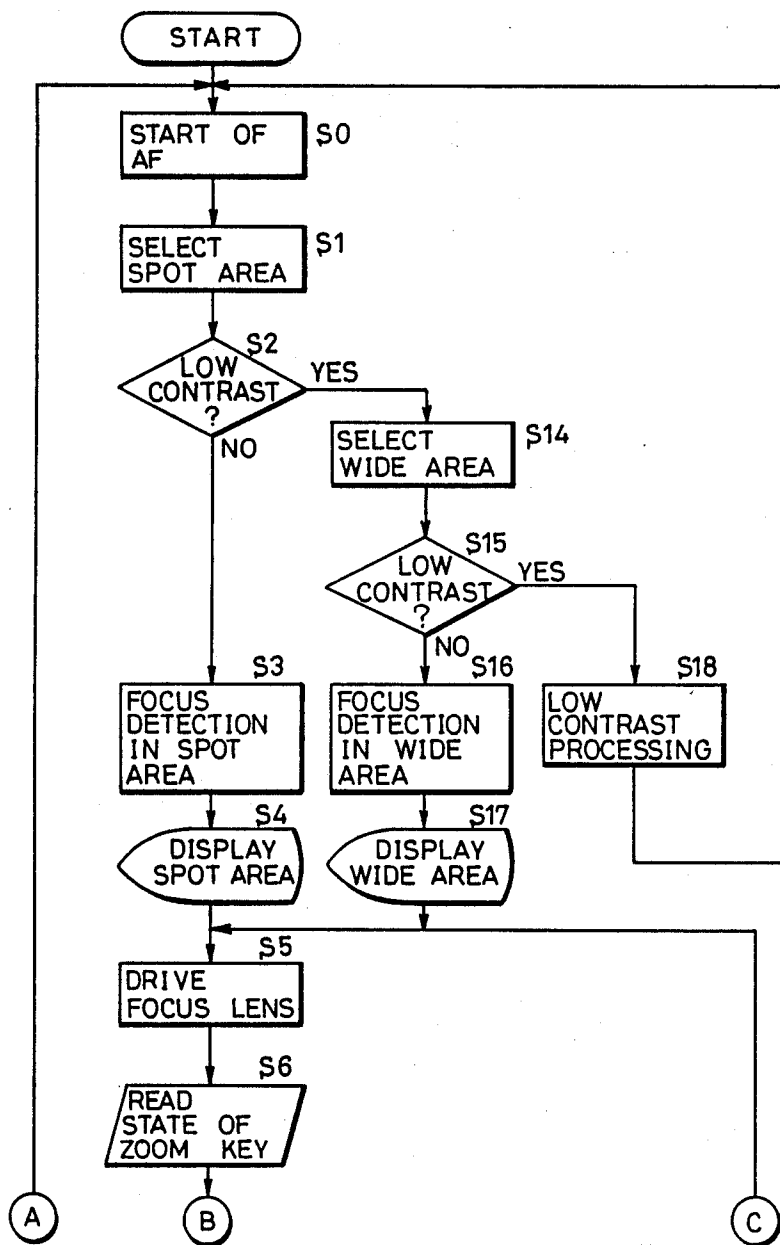 START
START OF
AF
S0
SELECT
SPOT AREA
S1
S2
LOW
CONTRAST
?
YES
NO
SELECT
WIDE AREA
S14
S15
LOW
CONTRAST
?
YES
NO
S3
FOCUS
DETECTION
IN SPOT
AREA
S16
FOCUS
DETECTION
IN WIDE
AREA
S18
LOW
CONTRAST
PROCESSING
S4
DISPLAY
SPOT AREA
S17
DISPLAY
WIDE AREA
S5
DRIVE
FOCUS LENS
S6
READ
STATE OF
ZOOM KEY
A
B
C